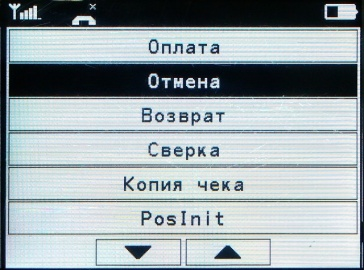 Оплата
Отмена
Возврат
Сверка
Копия чека
PosInit